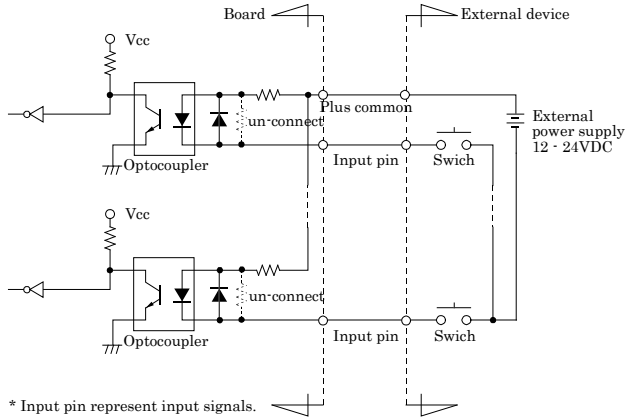 Board
External device
Vcc
Plus common
un-connect
External
power supply
12 - 24VDC
Optocoupler
Input pin
Swich
Vcc
un-connect
Optocoupler
Input pin
Swich
* Input pin represent input signals.